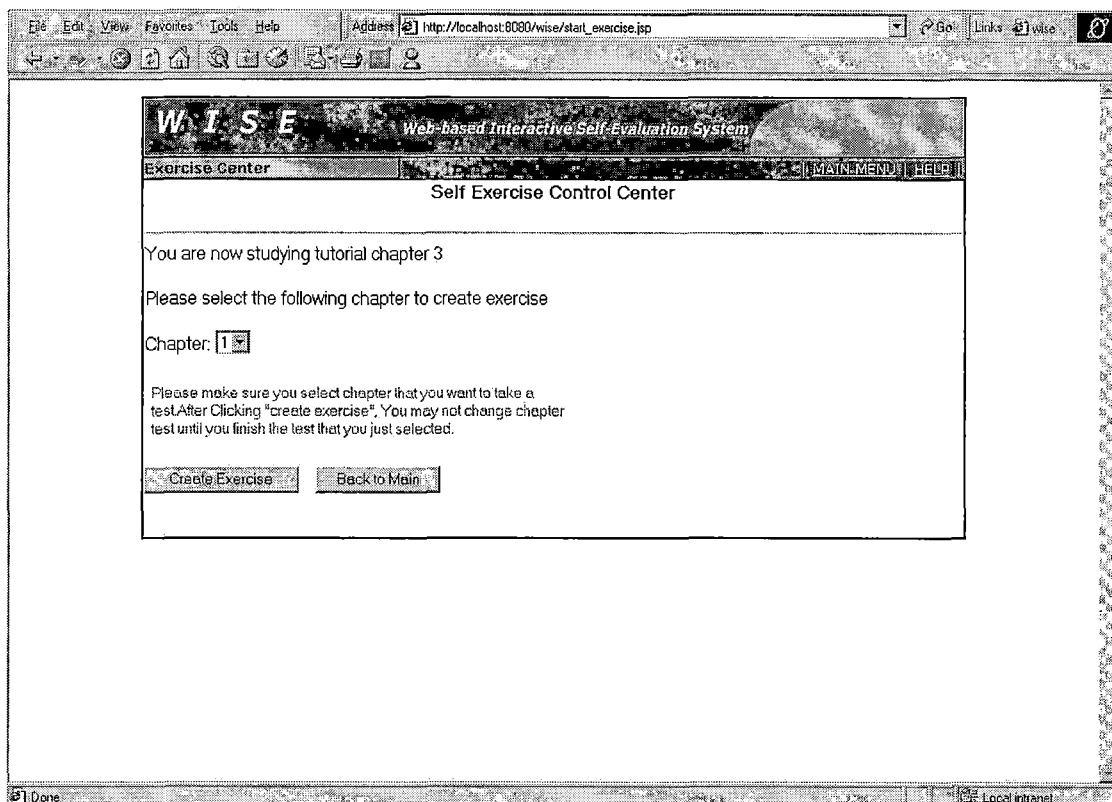 File Edit View Favorites Tools Help Address http://localhost:8080/wise/start_exercise.jsp Go Links wise
W I S E Web-based Interactive Self-Evaluation System
Exercise Center MAIN MENU HELP
Self Exercise Control Center
You are now studying tutorial chapter 3
Please select the following chapter to create exercise
Chapter: 1
Please make sure you select chapter that you want to take a
test.After Clicking "create exercise", You may not change chapter
test until you finish the test that you just selected.
Create Exercise Back to Main
Done Local intranet